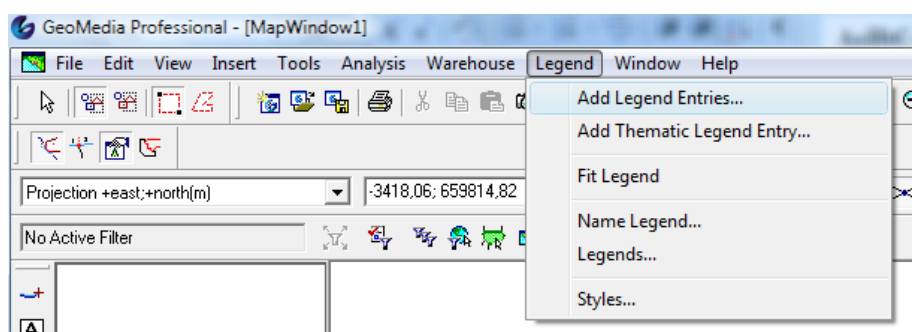 GeoMedia Professional - [MapWindow1]
File Edit View Insert Tools Analysis Warehouse Legend Window Help
Add Legend Entries...
Add Thematic Legend Entry...
Fit Legend
Name Legend...
Legends...
Styles...
Projection +east;+north(m)
-3418,06; 659814,82
No Active Filter
A